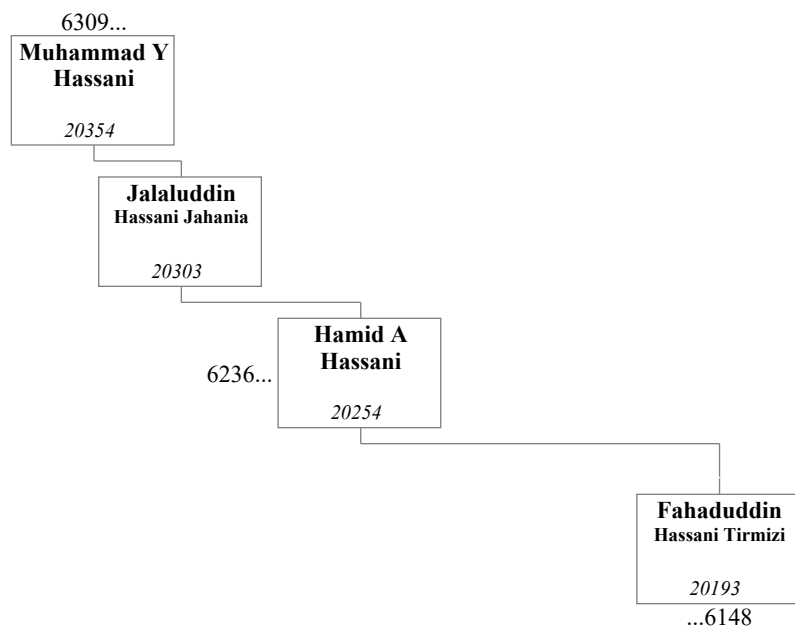 6309...
Muhammad Y
Hassani
20354
Jalaluddin
Hassani Jahania
20303
Hamid A
Hassani
6236...
20254
Fahaduddin
Hassani Tirmizi
20193
...6148